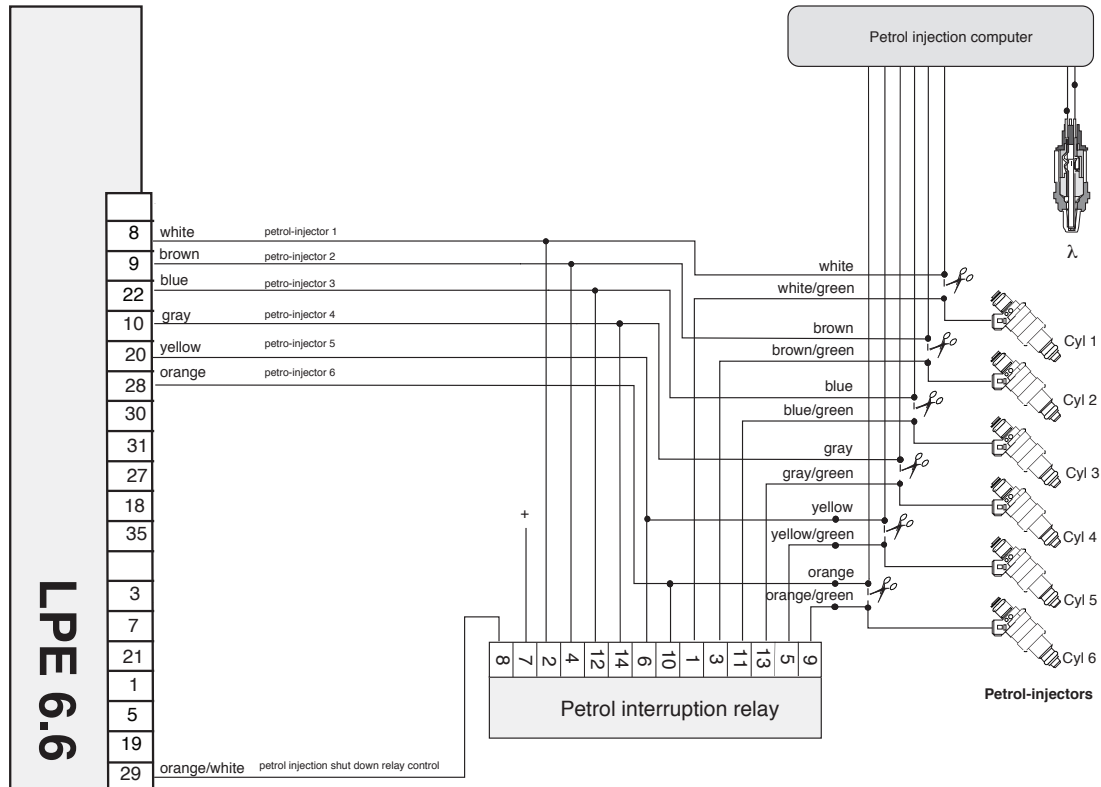 Petrol injection computer
λ
8 white petrol-injector 1
9 brown petro-injector 2
22 blue petro-injector 3
10 gray petro-injector 4
20 yellow petro-injector 5
28 orange petro-injector 6
30
31
27
18
35
3
7
21
1
5
19
29 orange/white petrol injection shut down relay control
LPE 6.6
white
white/green
brown
brown/green
blue
blue/green
gray
gray/green
yellow
yellow/green
orange
orange/green
Cyl 1
Cyl 2
Cyl 3
Cyl 4
Cyl 5
Cyl 6
Petrol-injectors
+
8 7 2 4 12 14 6 10 1 3 11 13 5 9
Petrol interruption relay